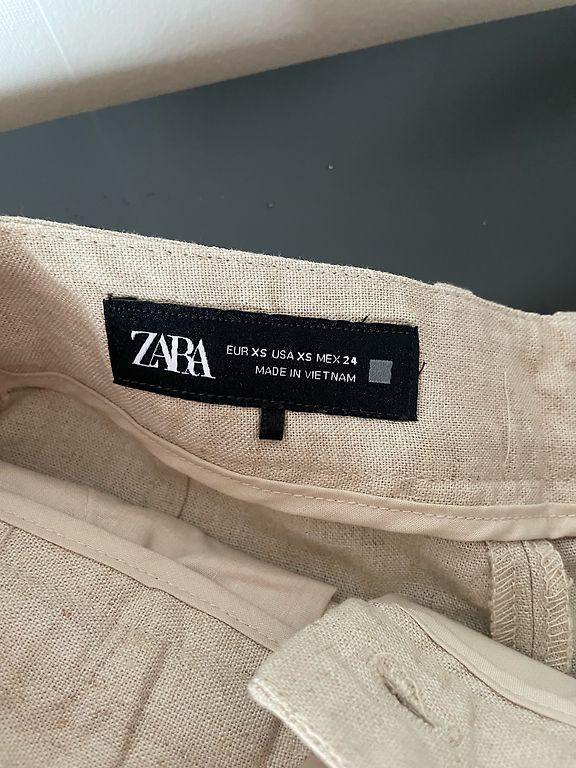 ZARA
EUR XS USA XS MEX 24
MADE IN VIETNAM